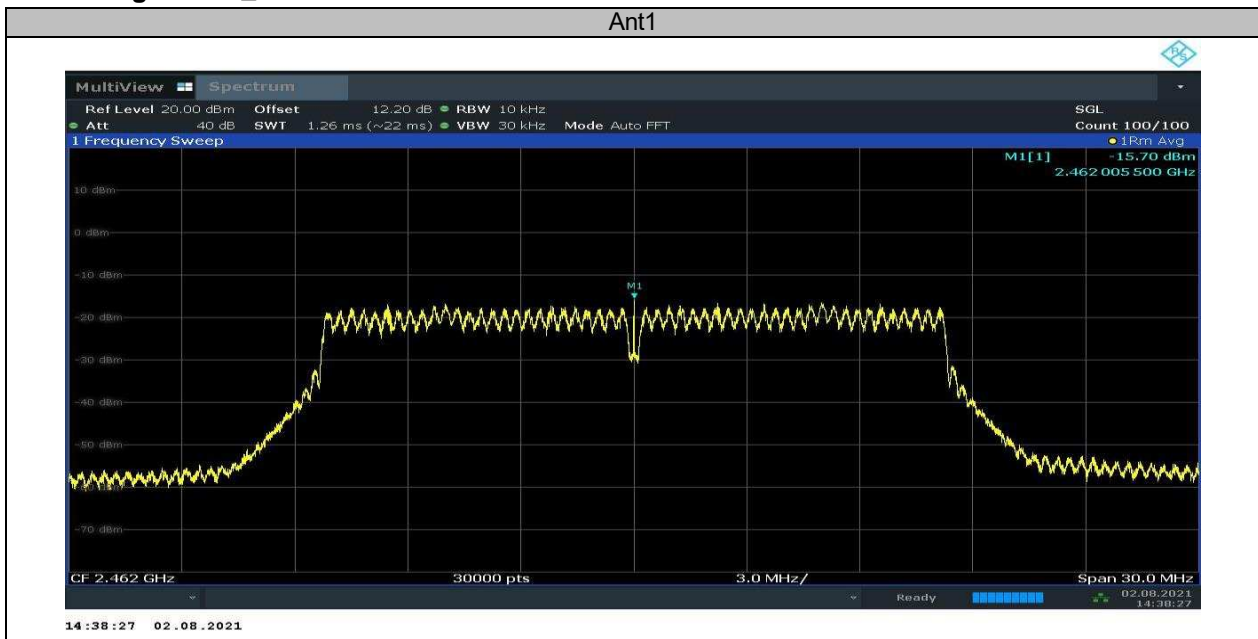 Ant1
R&S
MultiView Spectrum
Ref Level 20.00 dBm Offset 12.20 dB RBW 10 kHz SGL
Att 40 dB SWT 1.26 ms (~22 ms) VBW 30 kHz Mode Auto FFT Count 100/100
1 Frequency Sweep 1Rm Avg
M1[1] -15.70 dBm
2.462 005 500 GHz
10 dBm
0 dBm
-10 dBm
M1
-20 dBm
-30 dBm
-40 dBm
-50 dBm
-70 dBm
CF 2.462 GHz 30000 pts 3.0 MHz/ Span 30.0 MHz
Ready 02.08.2021
14:38:27
14:38:27 02.08.2021